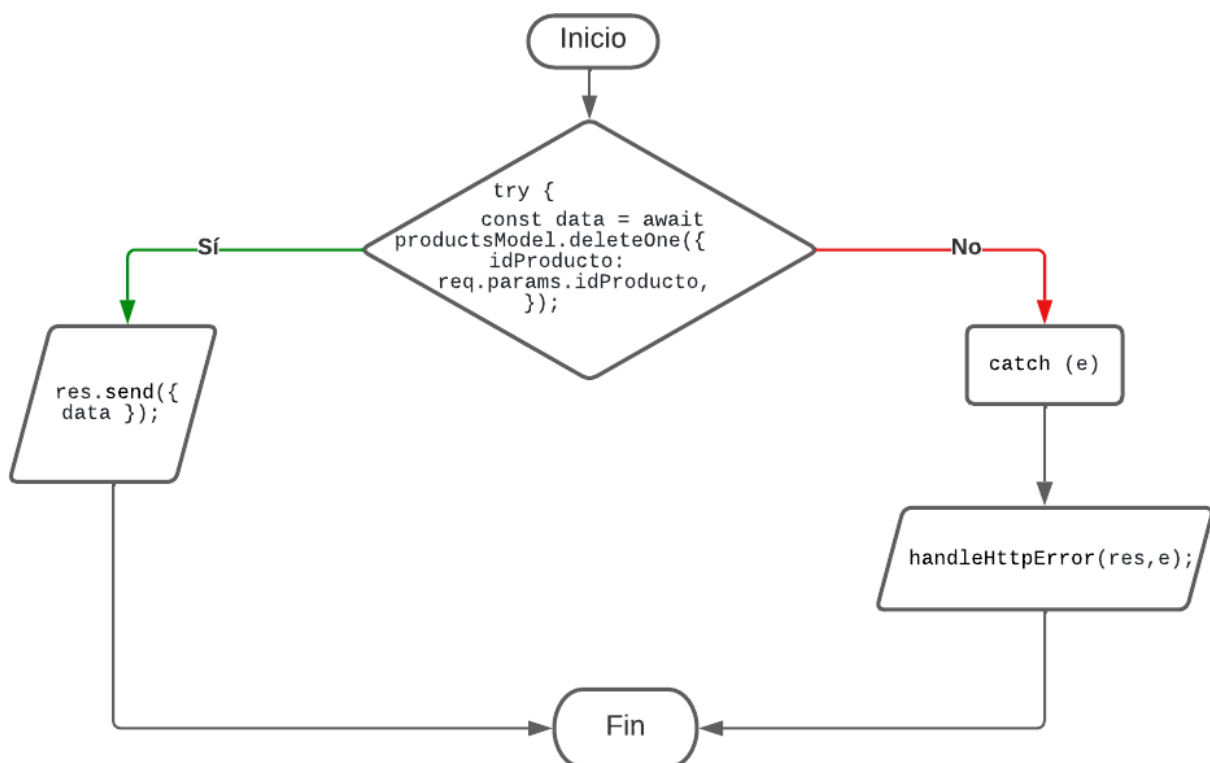 Inicio
try {
const data = await
productsModel.deleteOne({
idProducto:
req.params.idProducto,
});
Sí
No
res.send({
data });
catch (e)
handleHttpError(res,e);
Fin